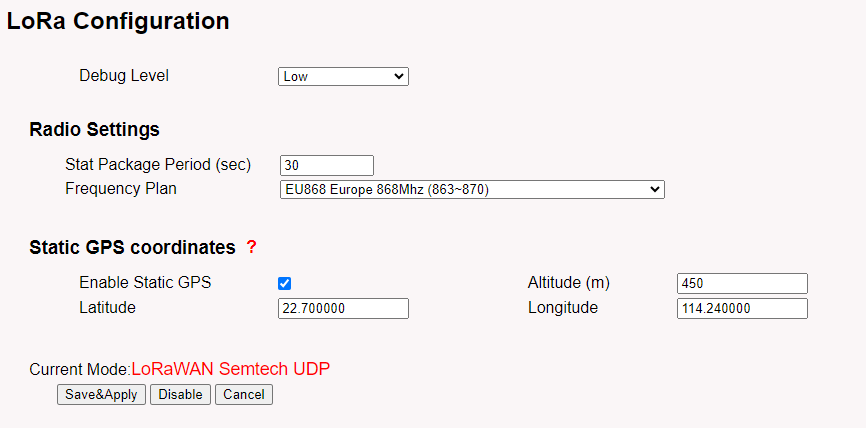 LoRa Configuration
Debug Level Low
Radio Settings
Stat Package Period (sec) 30
Frequency Plan EU868 Europe 868Mhz (863~870)
Static GPS coordinates ?
Enable Static GPS Altitude (m) 450
Latitude 22.700000 Longitude 114.240000
Current Mode:LoRaWAN Semtech UDP
Save&Apply Disable Cancel